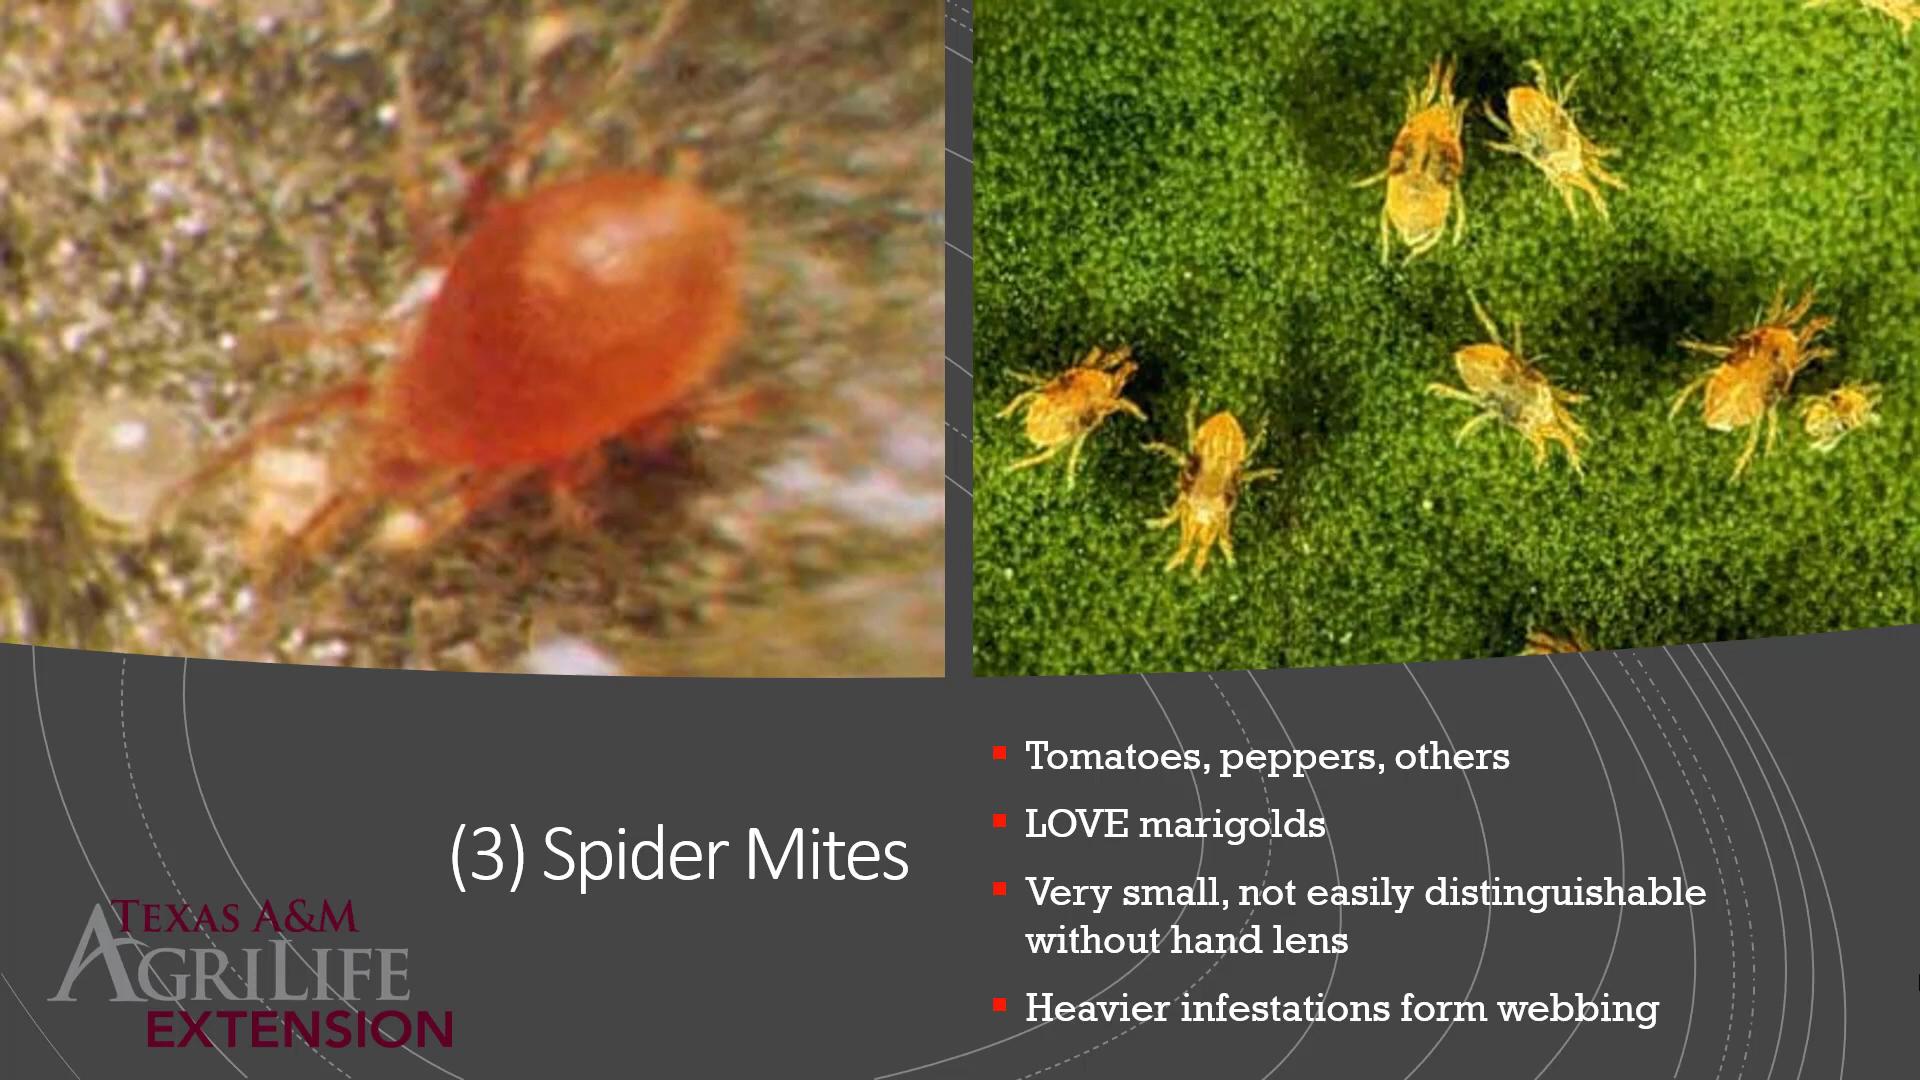 (3) Spider Mites
TEXAS A&M
AGRILIFE
EXTENSION
Tomatoes, peppers, others
LOVE marigolds
Very small, not easily distinguishable
without hand lens
Heavier infestations form webbing